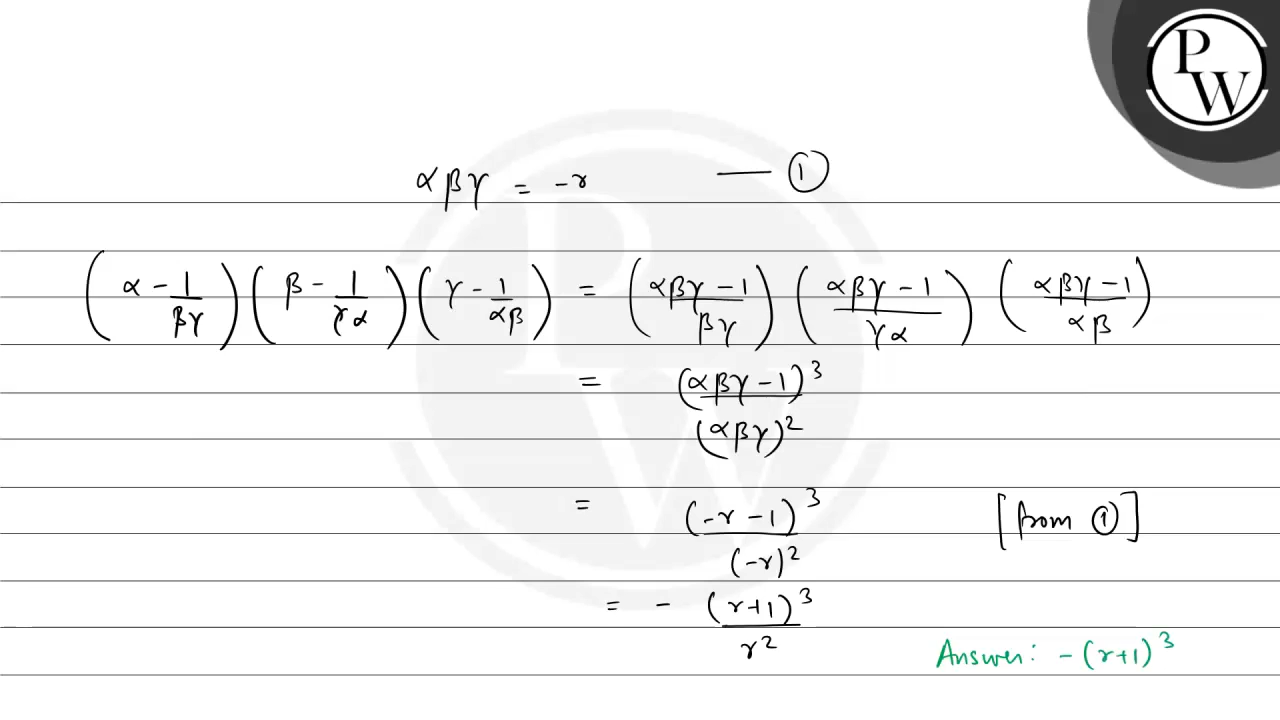 PW
αβγ = -r —— ①
(α - 1/βγ)(β - 1/γα)(γ - 1/αβ) = ((αβγ - 1)/βγ)((αβγ - 1)/γα)((αβγ - 1)/αβ)
= (αβγ - 1)³/(αβγ)²
= (-r - 1)³/(-r)² [from ①]
= - (r+1)³/r²
Answer: -(r+1)³